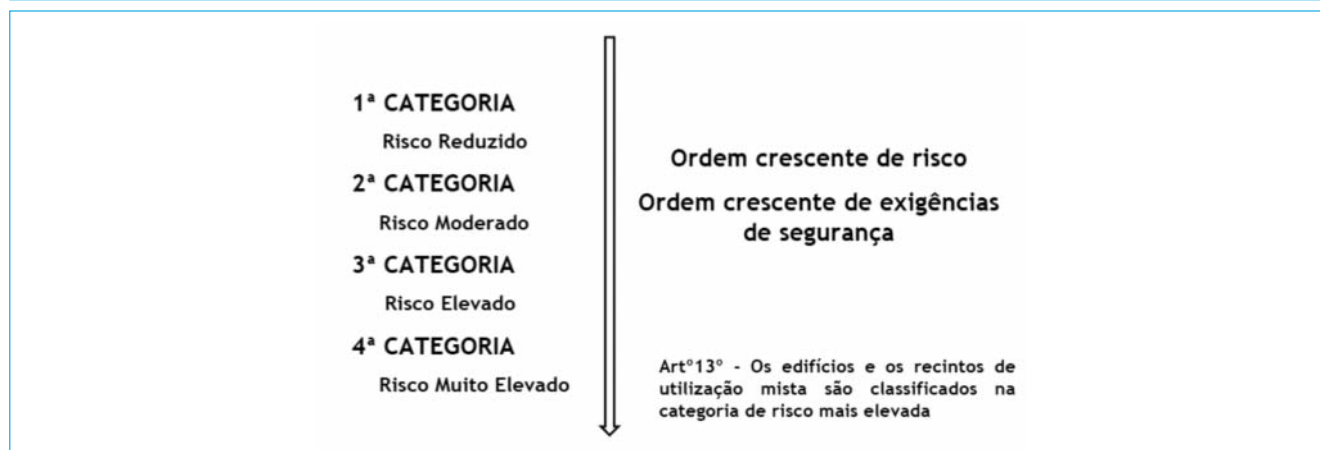 1ª CATEGORIA
Risco Reduzido
2ª CATEGORIA
Risco Moderado
3ª CATEGORIA
Risco Elevado
4ª CATEGORIA
Risco Muito Elevado
Ordem crescente de risco
Ordem crescente de exigências
de segurança
Artº13º - Os edifícios e os recintos de
utilização mista são classificados na
categoria de risco mais elevada